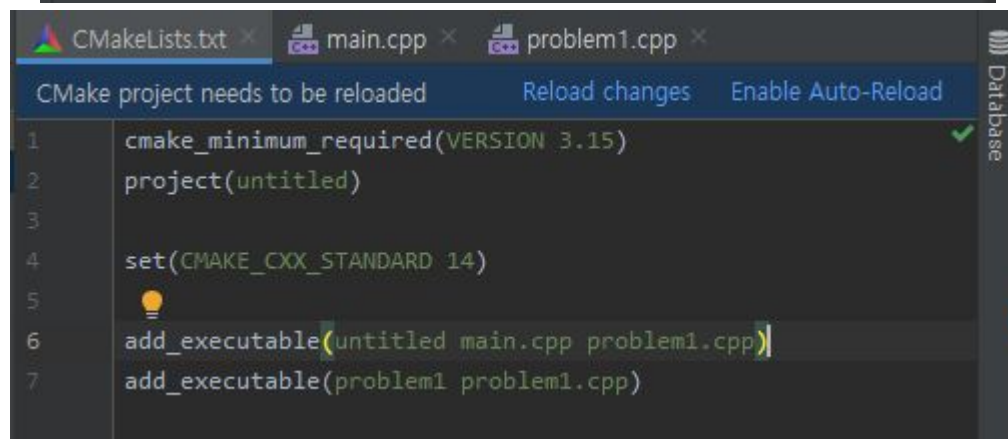 CMakeLists.txt main.cpp problem1.cpp
CMake project needs to be reloaded Reload changes Enable Auto-Reload
1 cmake_minimum_required(VERSION 3.15)
2 project(untitled)
3
4 set(CMAKE_CXX_STANDARD 14)
5
6 add_executable(untitled main.cpp problem1.cpp)
7 add_executable(problem1 problem1.cpp)
Database